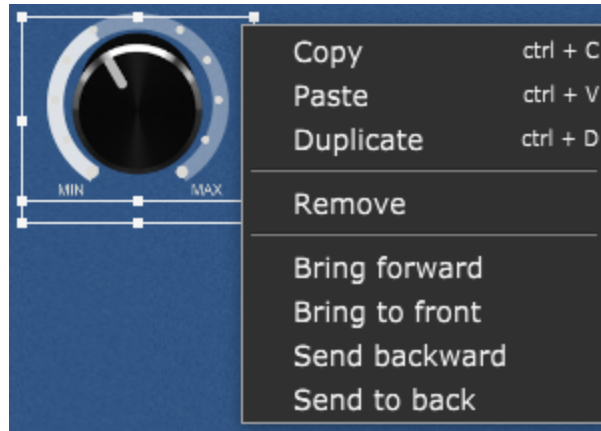 MIN MAX
Copy ctrl + C
Paste ctrl + V
Duplicate ctrl + D
Remove
Bring forward
Bring to front
Send backward
Send to back